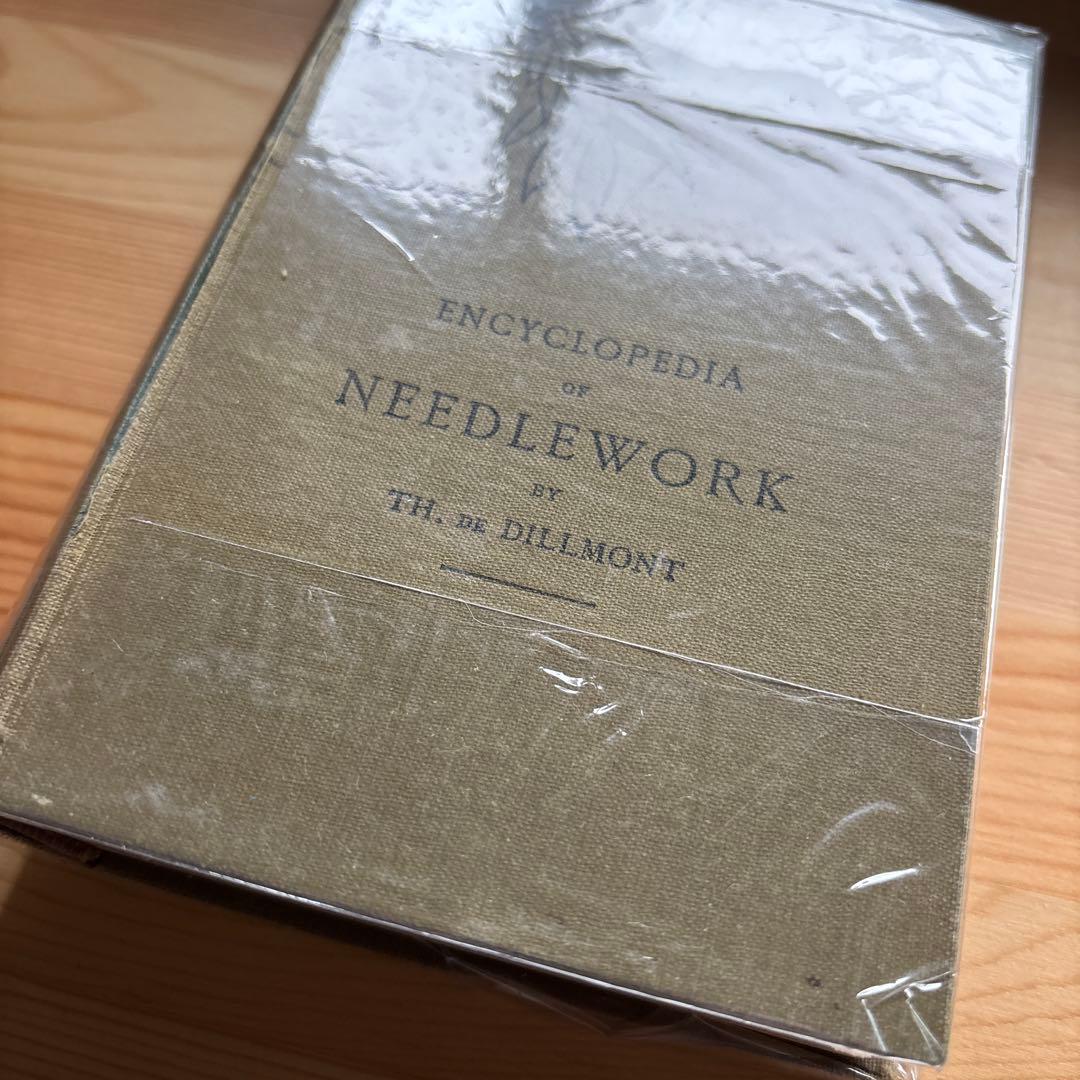 ENCYCLOPEDIA
OF
NEEDLEWORK
BY
TH. DE DILLMONT